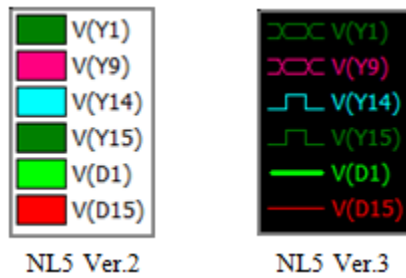 V(Y1)
V(Y9)
V(Y14)
V(Y15)
V(D1)
V(D15)
NL5 Ver.2
V(Y1)
V(Y9)
V(Y14)
V(Y15)
V(D1)
V(D15)
NL5 Ver.3